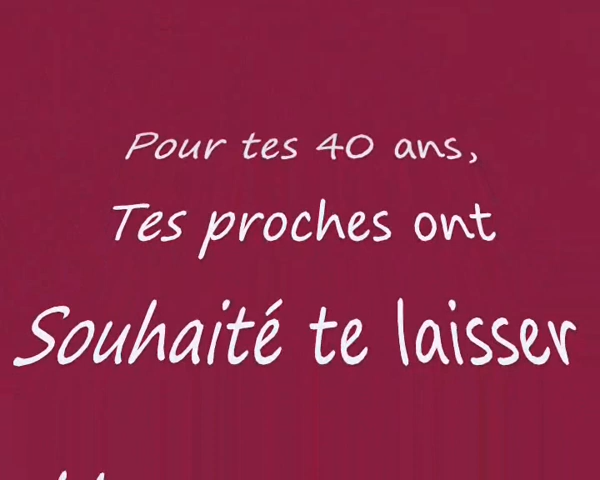 Pour tes 40 ans,
Tes proches ont
Souhaité te laisser